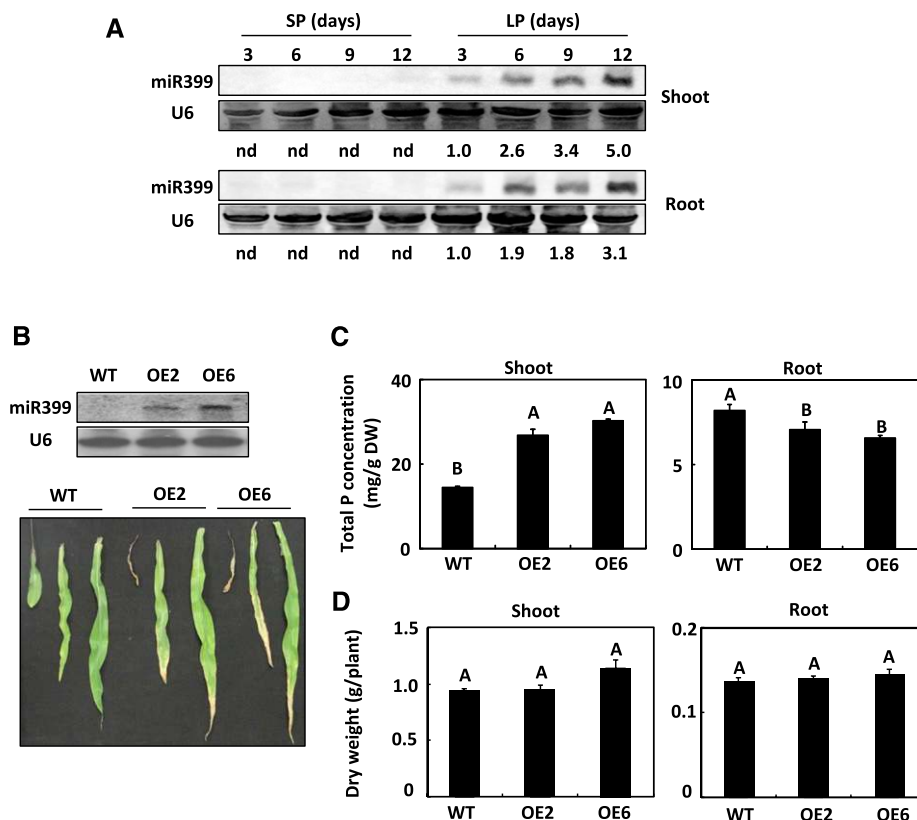 A
SP (days) LP (days)
3 6 9 12 3 6 9 12
miR399
U6
Shoot
nd nd nd nd 1.0 2.6 3.4 5.0
miR399
U6
Root
nd nd nd nd 1.0 1.9 1.8 3.1
B
WT OE2 OE6
miR399
U6
WT OE2 OE6
C
Shoot
Total P concentration
(mg/g DW)
40
20
0
B A A
WT OE2 OE6
Root
10
5
0
A B B
WT OE2 OE6
D
Shoot
Dry weight (g/plant)
1.5
1.0
0.5
0
A A A
WT OE2 OE6
Root
0.2
0.1
0
A A A
WT OE2 OE6